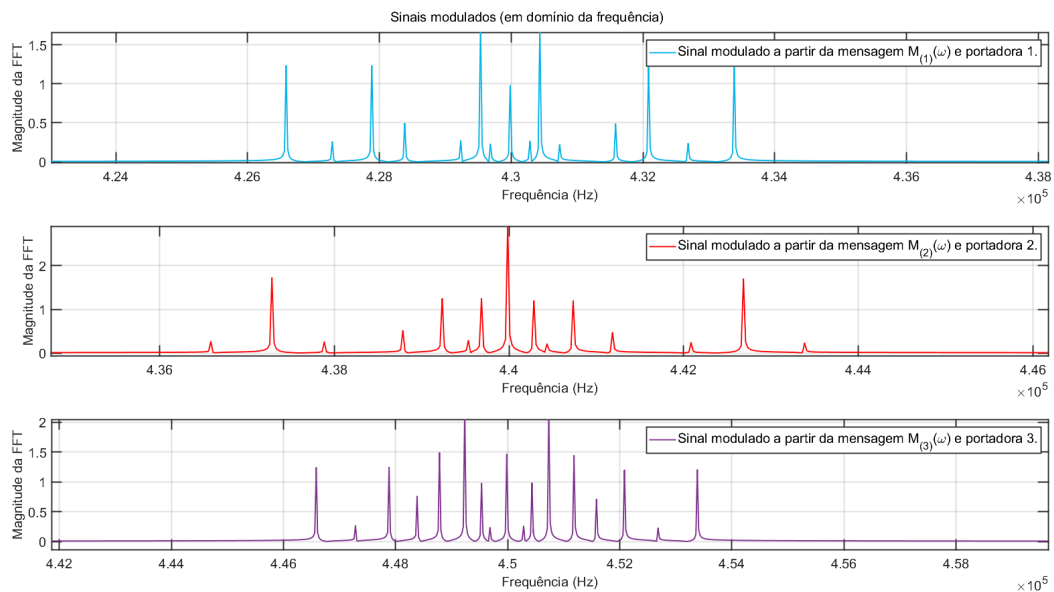 Sinais modulados (em domínio da frequência)
Magnitude da FFT
1.5
1
0.5
0
Sinal modulado a partir da mensagem M(1)(ω) e portadora 1.
4.24 4.26 4.28 4.3 4.32 4.34 4.36 4.38
Frequência (Hz)
×10^5
Magnitude da FFT
2
1
0
Sinal modulado a partir da mensagem M(2)(ω) e portadora 2.
4.36 4.38 4.4 4.42 4.44 4.46
Frequência (Hz)
×10^5
Magnitude da FFT
2
1.5
1
0.5
0
Sinal modulado a partir da mensagem M(3)(ω) e portadora 3.
4.42 4.44 4.46 4.48 4.5 4.52 4.54 4.56 4.58
Frequência (Hz)
×10^5